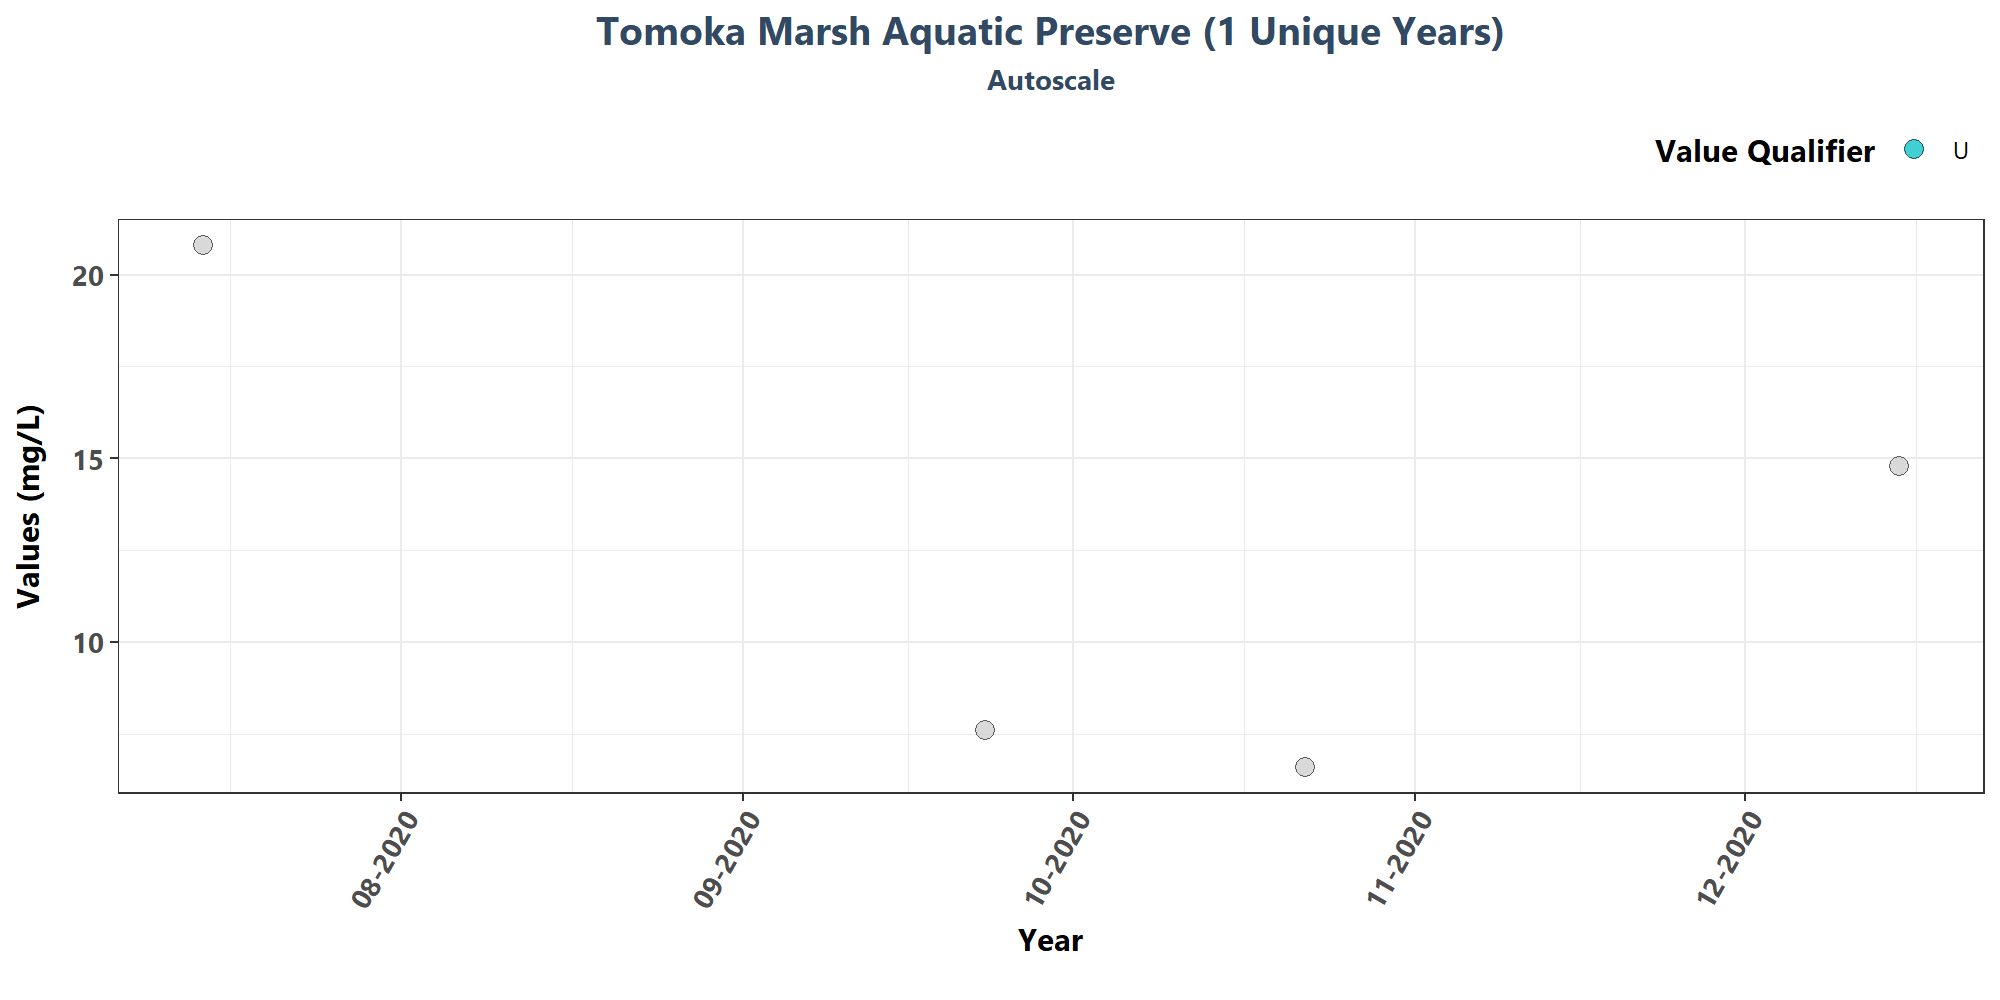 Tomoka Marsh Aquatic Preserve (1 Unique Years)
Autoscale
Value Qualifier U
Values (mg/L)
20
15
10
08-2020
09-2020
10-2020
11-2020
12-2020
Year